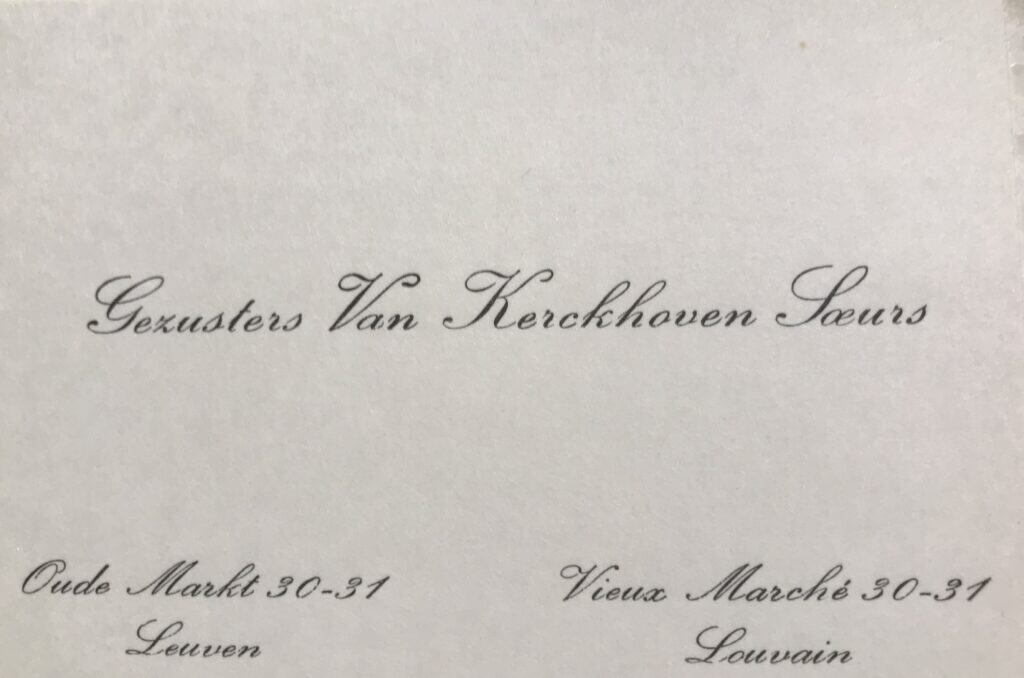 Gezusters Van Kerckhoven Sœurs
Oude Markt 30-31
Leuven
Vieux Marché 30-31
Louvain